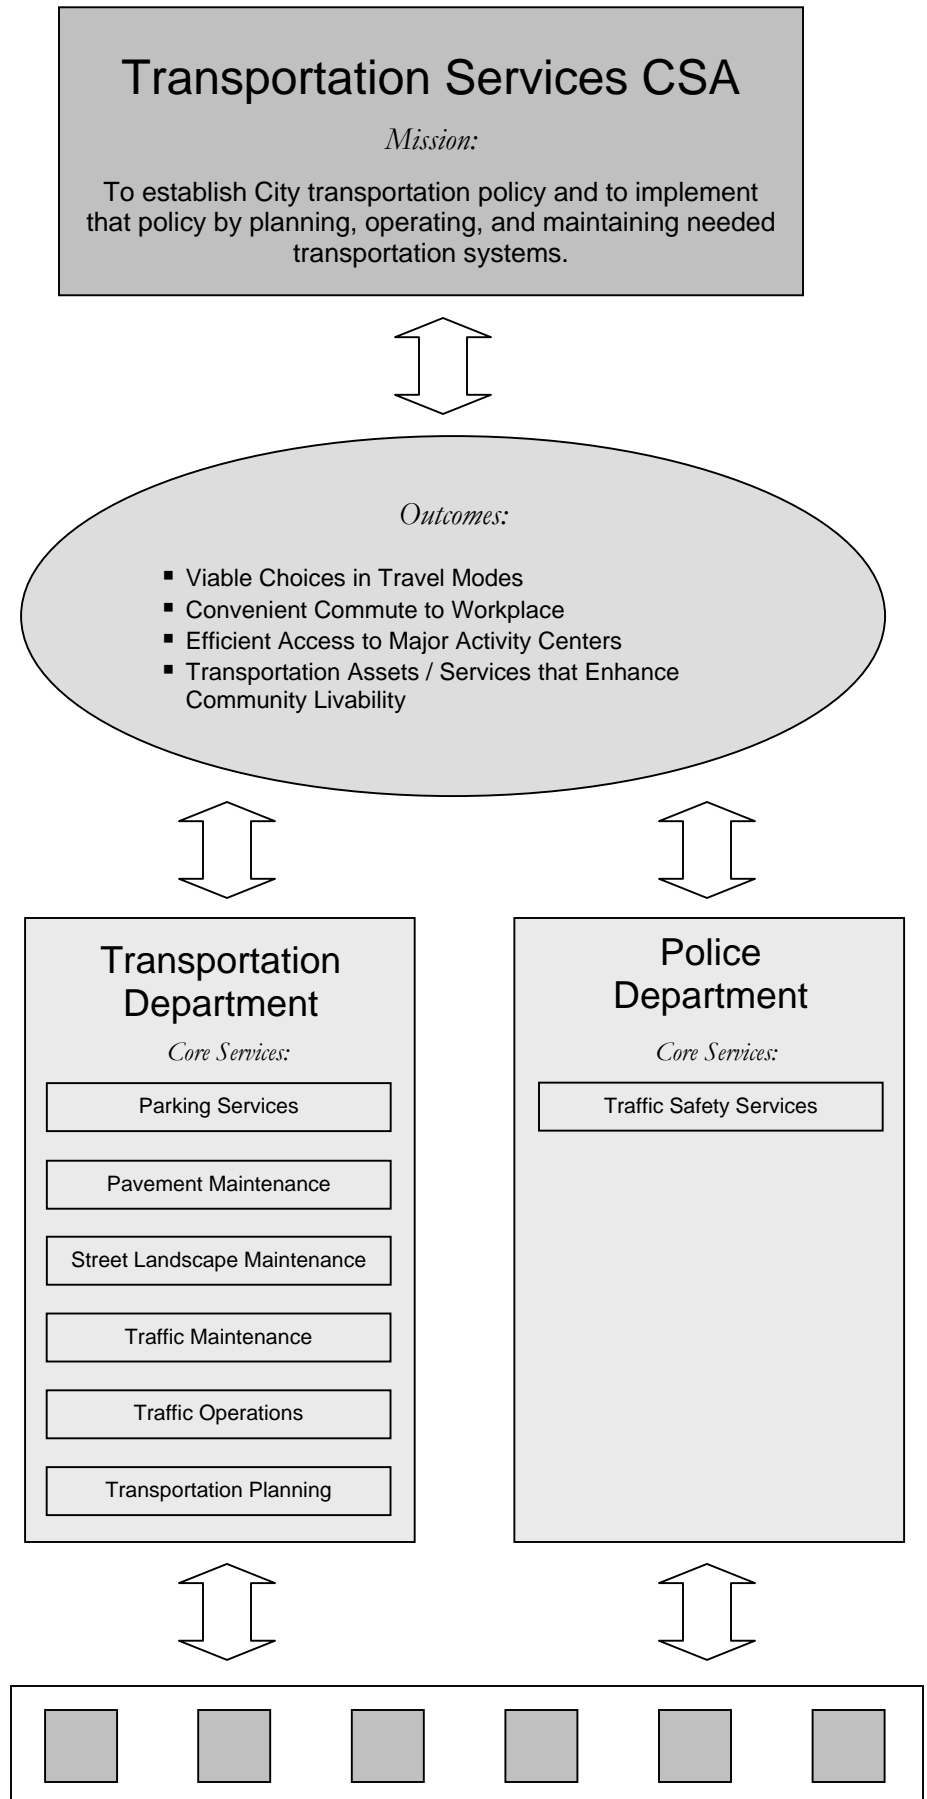 Transportation Services CSA
Mission:
To establish City transportation policy and to implement
that policy by planning, operating, and maintaining needed
transportation systems.
Outcomes:
▪ Viable Choices in Travel Modes
▪ Convenient Commute to Workplace
▪ Efficient Access to Major Activity Centers
▪ Transportation Assets / Services that Enhance
Community Livability
Transportation
Department
Core Services:
Parking Services
Pavement Maintenance
Street Landscape Maintenance
Traffic Maintenance
Traffic Operations
Transportation Planning
Police
Department
Core Services:
Traffic Safety Services